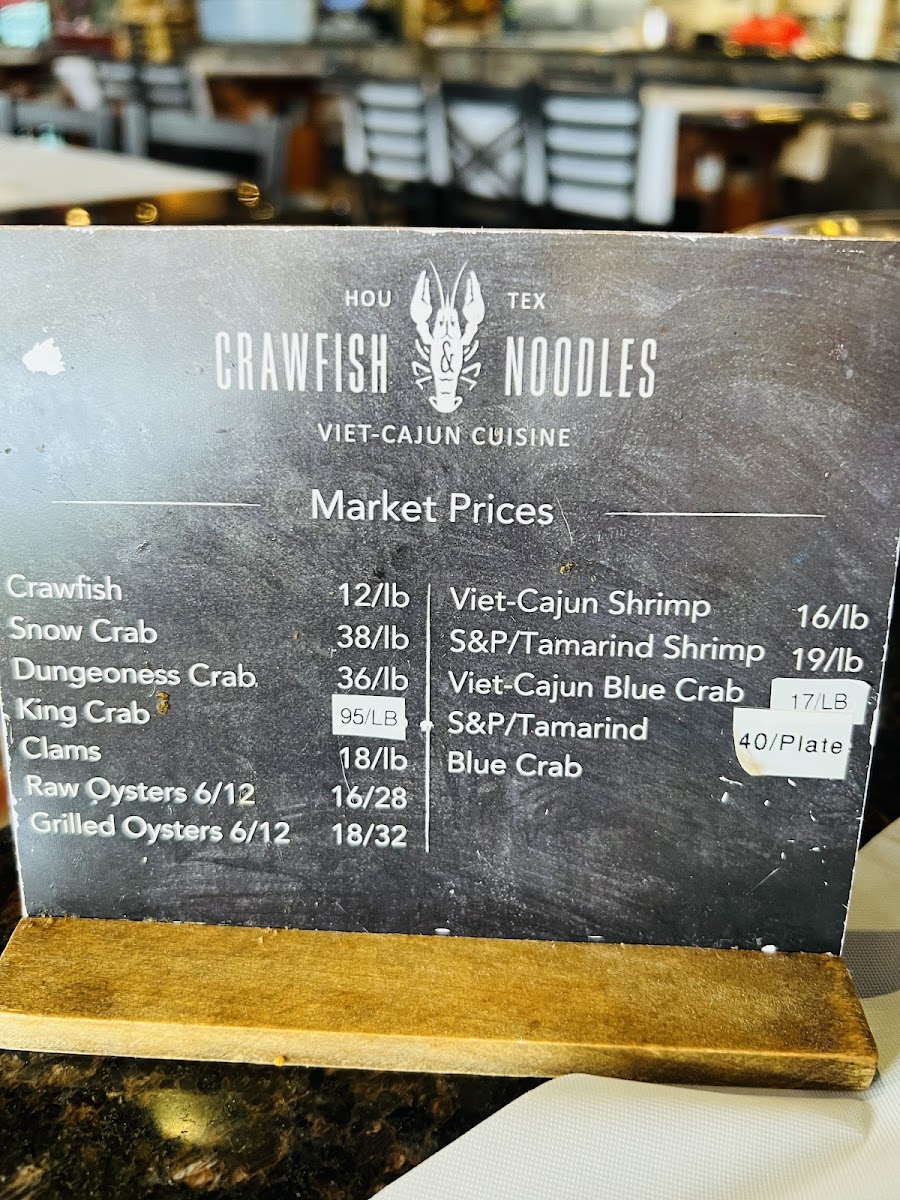 HOU TEX
CRAWFISH & NOODLES
VIET-CAJUN CUISINE
Market Prices
Crawfish 12/lb
Snow Crab 38/lb
Dungeoness Crab 36/lb
King Crab 95/LB
Clams 18/lb
Raw Oysters 6/12 16/28
Grilled Oysters 6/12 18/32
Viet-Cajun Shrimp 16/lb
S&P/Tamarind Shrimp 19/lb
Viet-Cajun Blue Crab 17/LB
S&P/Tamarind 40/Plate
Blue Crab